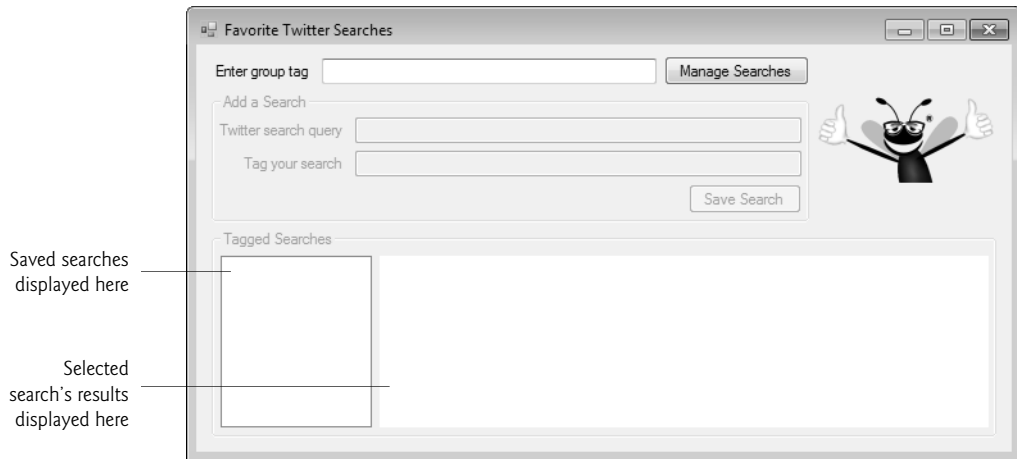 Favorite Twitter Searches
Enter group tag
Manage Searches
Add a Search
Twitter search query
Tag your search
Save Search
Tagged Searches
Saved searches
displayed here
Selected
search’s results
displayed here